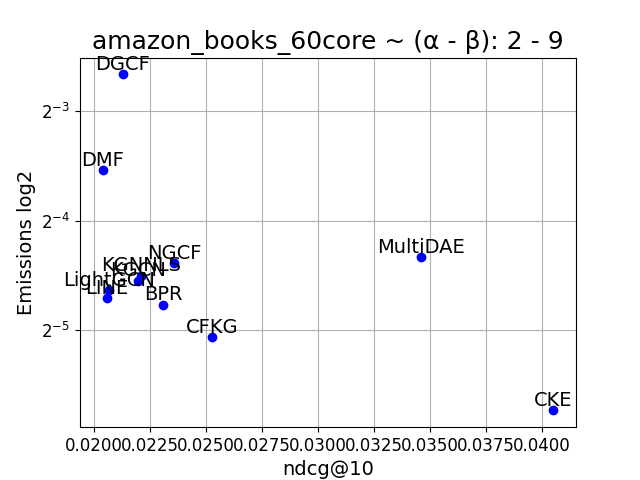 amazon_books_60core ~ (α - β): 2 - 9
DGCF
2⁻³
DMF
2⁻⁴
NGCF
MultiDAE
KGNNLS
KGCN
LightGCN
LINE
BPR
2⁻⁵
CFKG
CKE
Emissions log2
0.0200 0.0225 0.0250 0.0275 0.0300 0.0325 0.0350 0.0375 0.0400
ndcg@10